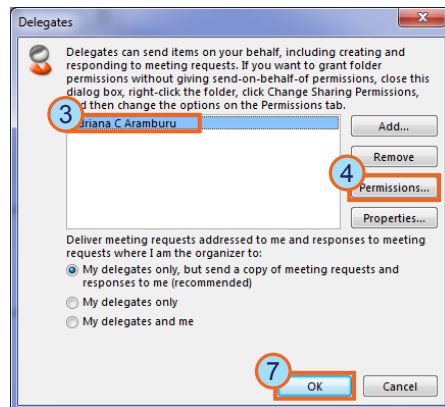 Delegates
Delegates can send items on your behalf, including creating and
responding to meeting requests. If you want to grant folder
permissions without giving send-on-behalf-of permissions, close this
dialog box, right-click the folder, click Change Sharing Permissions,
nd then change the options on the Permissions tab.
3
driana C Aramburu
Add...
Remove
4
Permissions...
Properties...
Deliver meeting requests addressed to me and responses to meeting
requests where I am the organizer to:
My delegates only, but send a copy of meeting requests and
responses to me (recommended)
My delegates only
My delegates and me
7
OK
Cancel